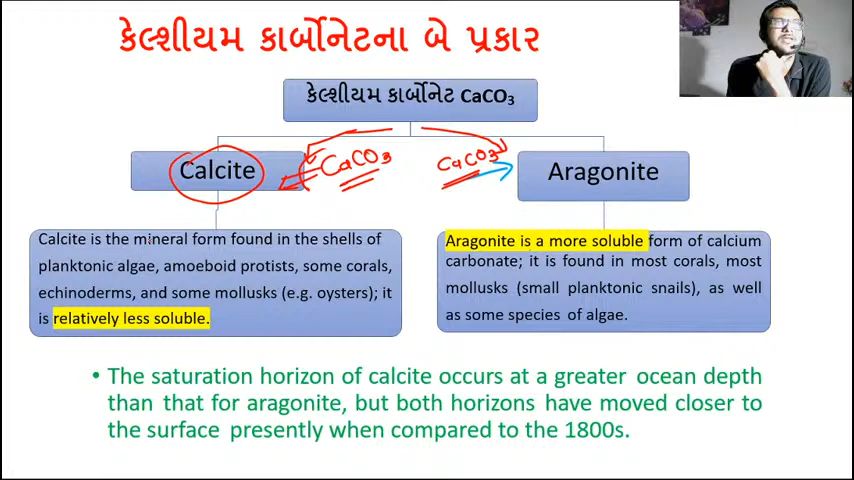 કેલ્શીયમ કાર્બોનેટના બે પ્રકાર
કેલ્શીયમ કાર્બોનેટ CaCO₃
Calcite
CaCO₃
CaCO₃
Aragonite
Calcite is the mineral form found in the shells of
planktonic algae, amoeboid protists, some corals,
echinoderms, and some mollusks (e.g. oysters); it
is relatively less soluble.
Aragonite is a more soluble form of calcium
carbonate; it is found in most corals, most
mollusks (small planktonic snails), as well
as some species of algae.
• The saturation horizon of calcite occurs at a greater ocean depth
than that for aragonite, but both horizons have moved closer to
the surface presently when compared to the 1800s.